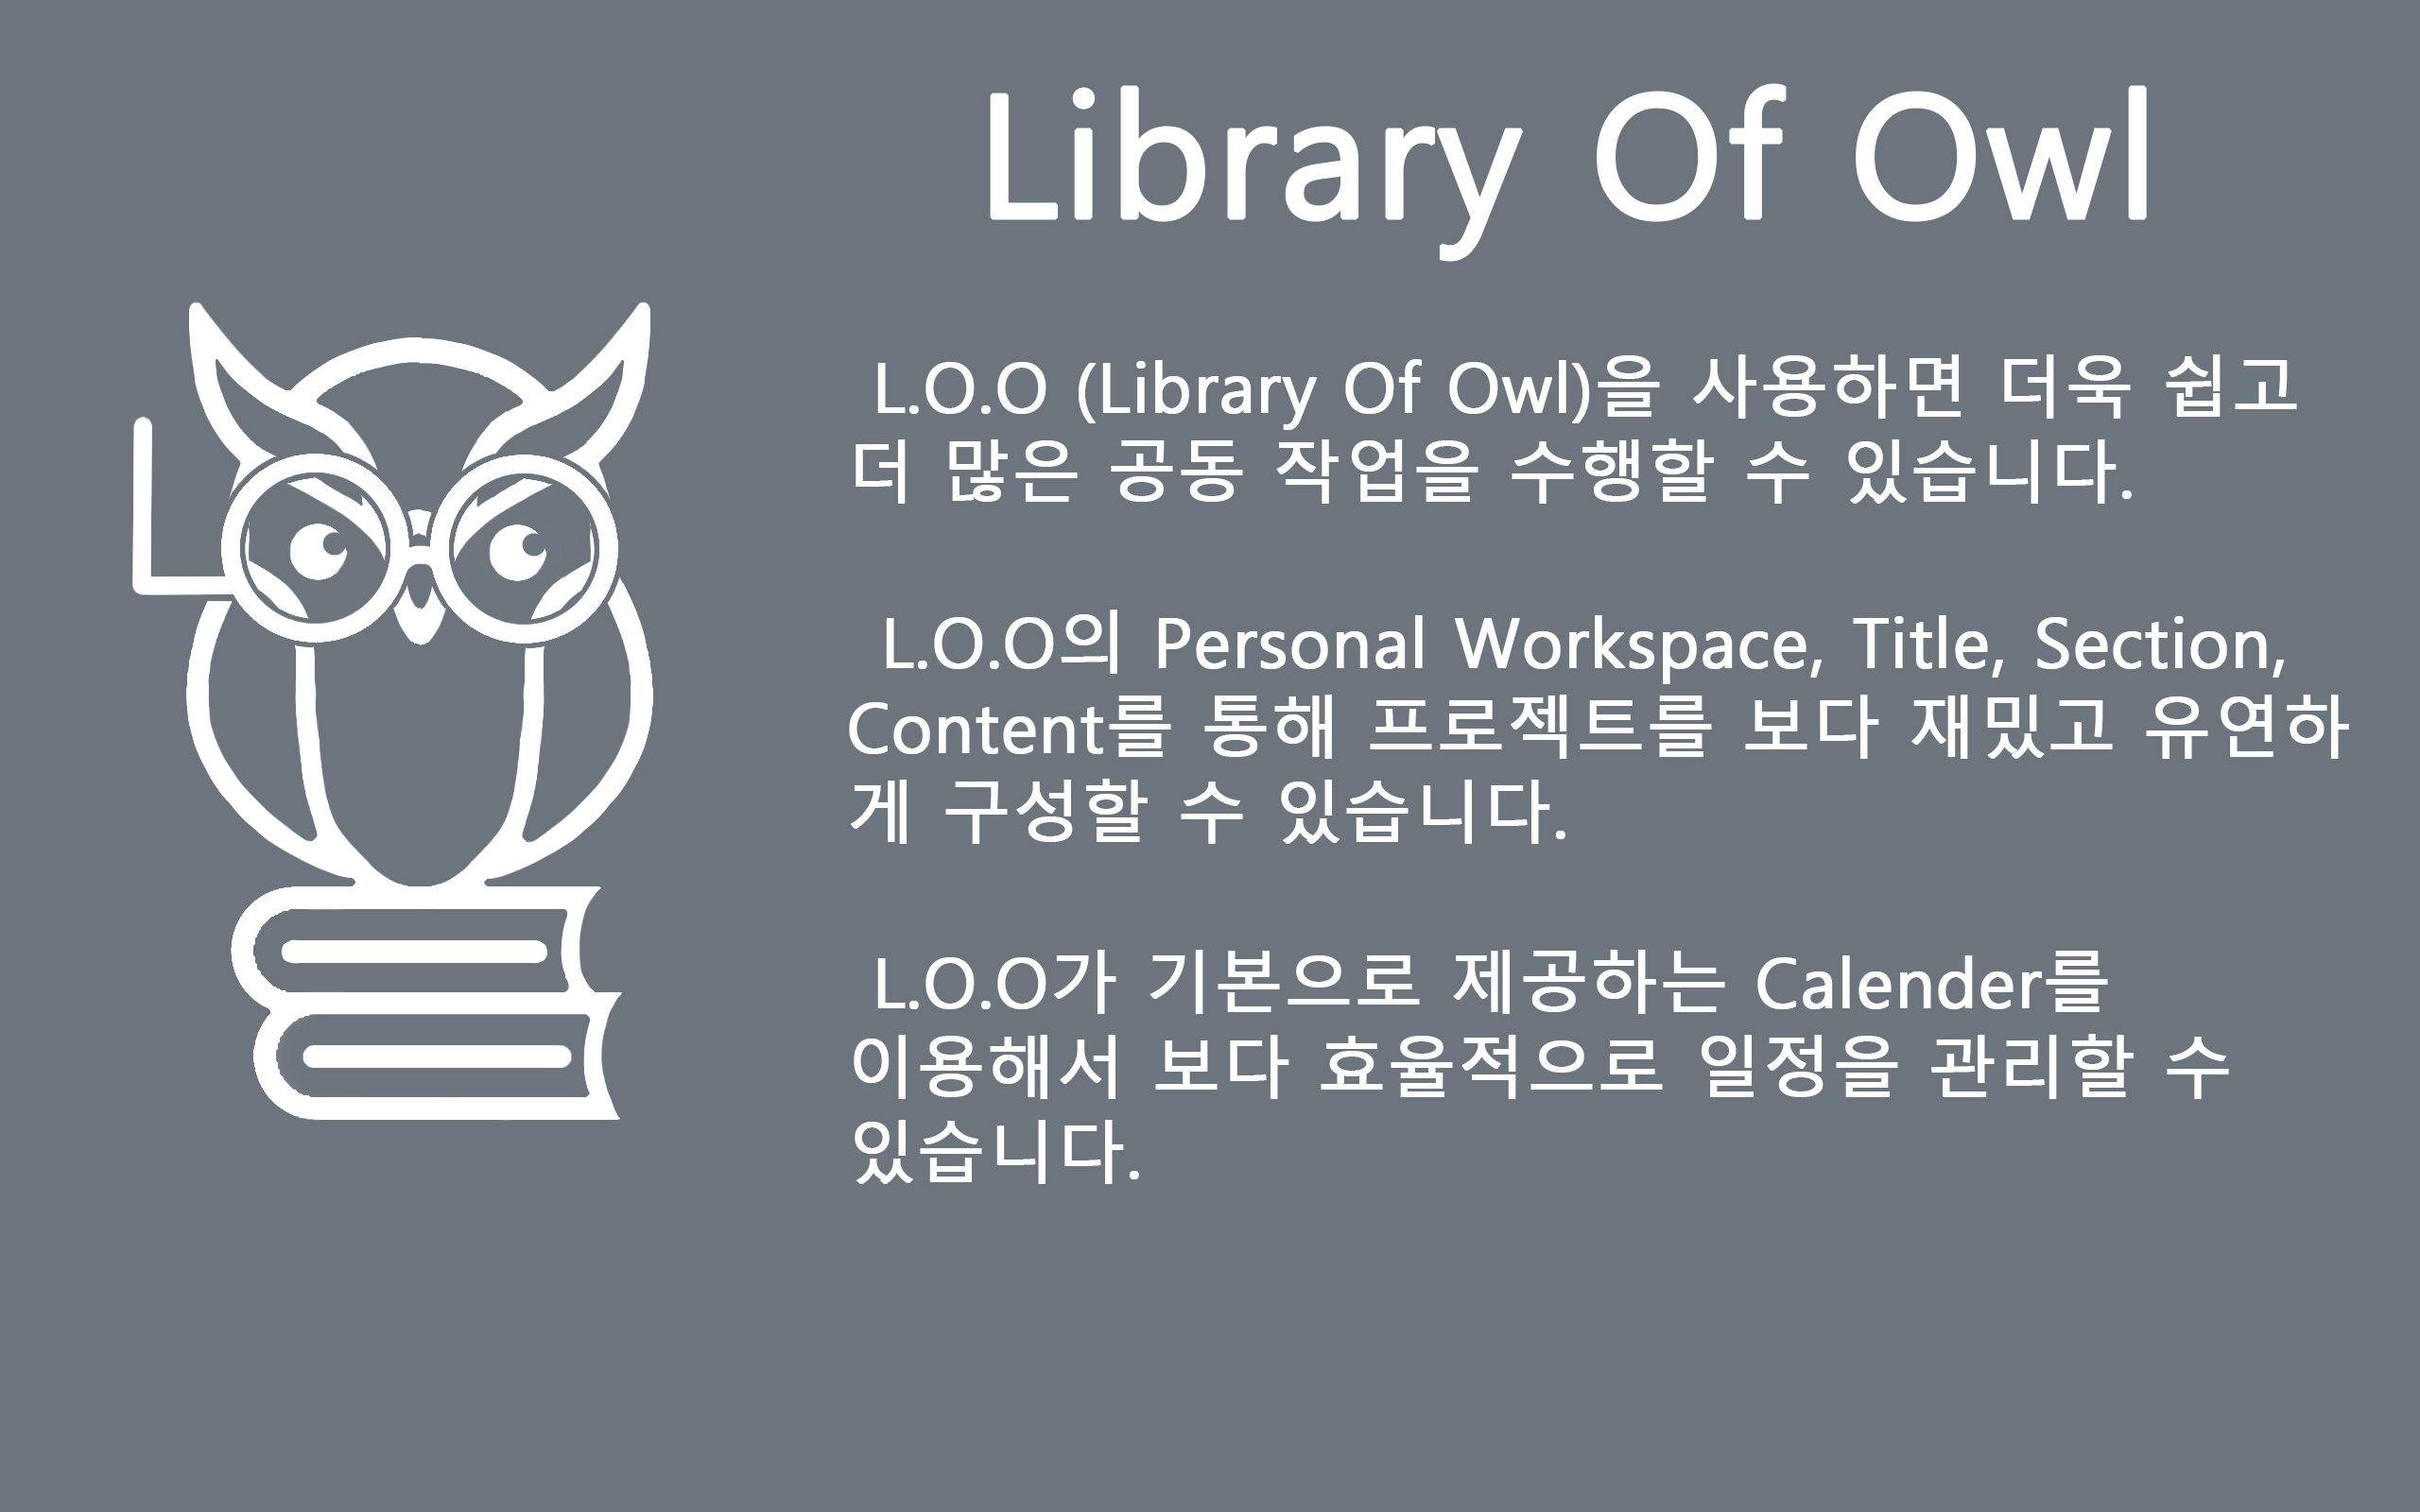 Library Of Owl
L.O.O (Library Of Owl)을 사용하면 더욱 쉽고
더 많은 공동 작업을 수행할 수 있습니다.
L.O.O의 Personal Workspace, Title, Section,
Content를 통해 프로젝트를 보다 재밌고 유연하
게 구성할 수 있습니다.
L.O.O가 기본으로 제공하는 Calender를
이용해서 보다 효율적으로 일정을 관리할 수
있습니다.